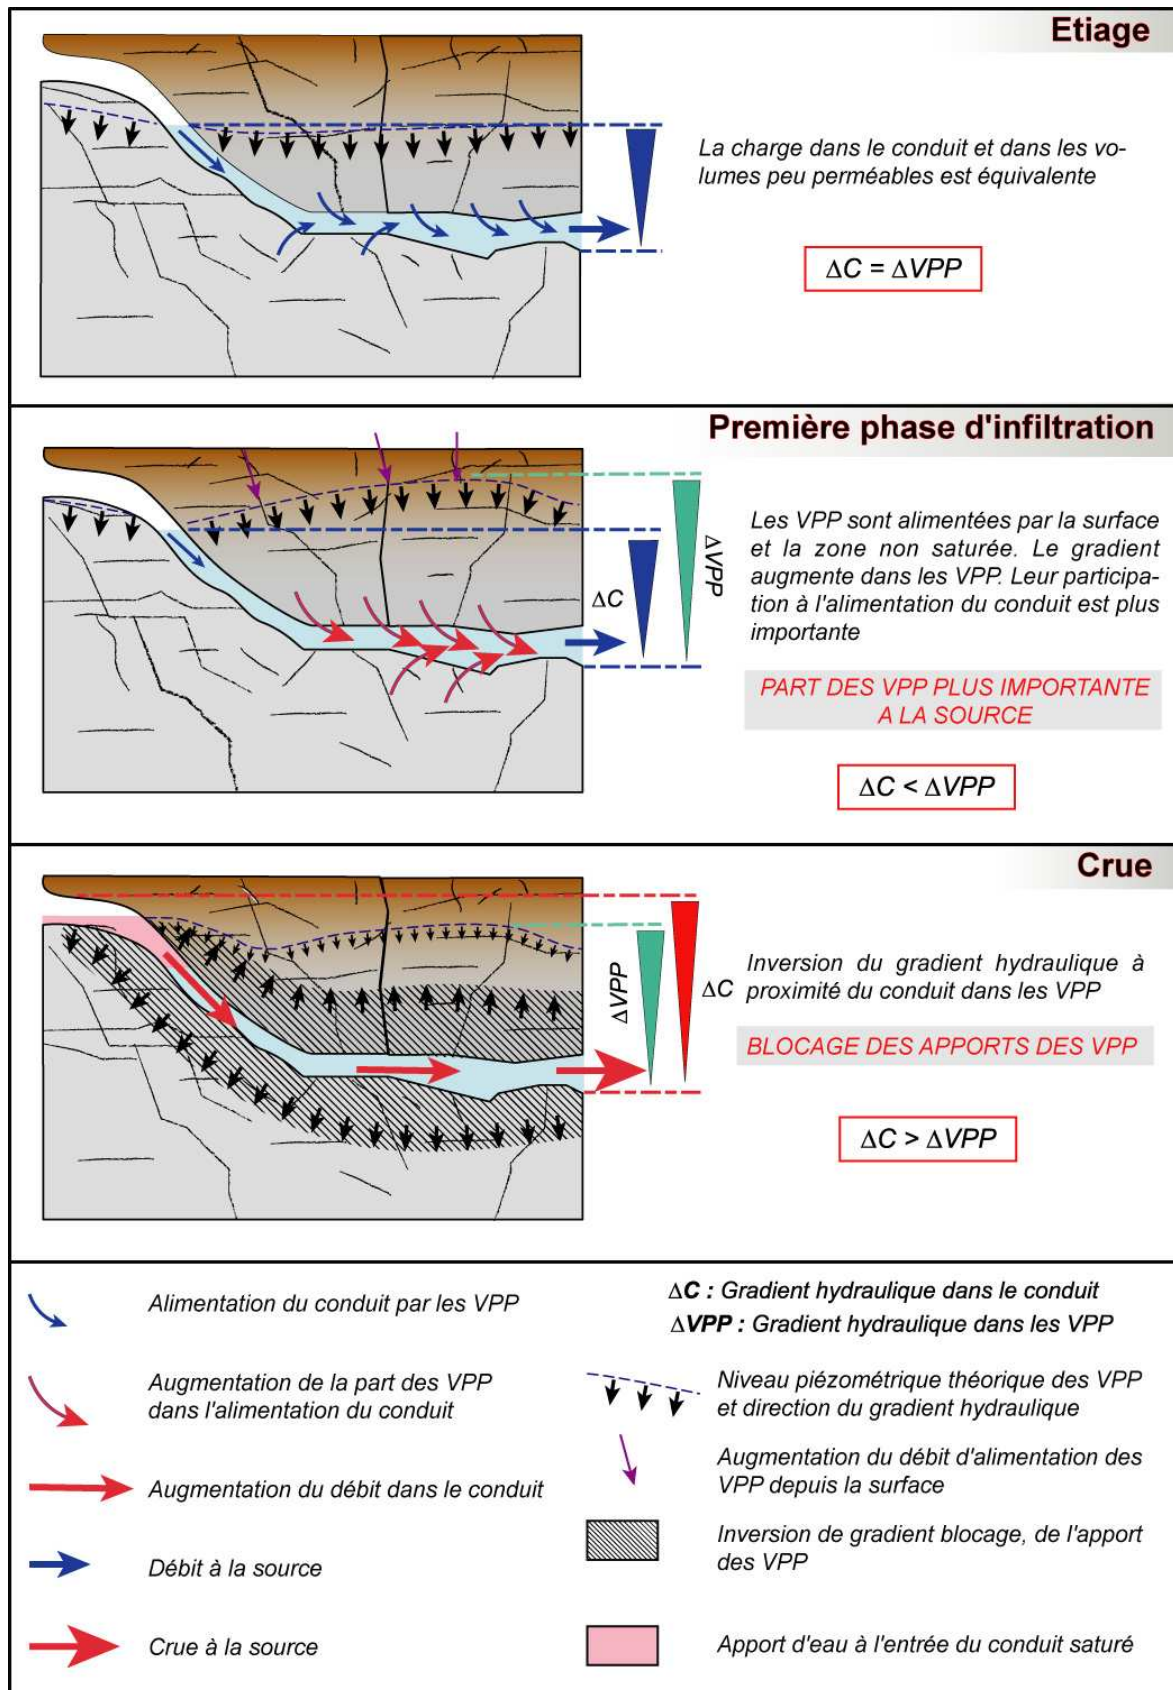 Etiage
La charge dans le conduit et dans les vo-
lumes peu perméables est équivalente
ΔC = ΔVPP
Première phase d'infiltration
ΔC
ΔVPP
Les VPP sont alimentées par la surface
et la zone non saturée. Le gradient
augmente dans les VPP. Leur participa-
tion à l'alimentation du conduit est plus
importante
PART DES VPP PLUS IMPORTANTE
A LA SOURCE
ΔC < ΔVPP
Crue
ΔVPP
ΔC
Inversion du gradient hydraulique à
proximité du conduit dans les VPP
BLOCAGE DES APPORTS DES VPP
ΔC > ΔVPP
Alimentation du conduit par les VPP
Augmentation de la part des VPP
dans l'alimentation du conduit
Augmentation du débit dans le conduit
Débit à la source
Crue à la source
ΔC : Gradient hydraulique dans le conduit
ΔVPP : Gradient hydraulique dans les VPP
Niveau piézométrique théorique des VPP
et direction du gradient hydraulique
Augmentation du débit d'alimentation des
VPP depuis la surface
Inversion de gradient blocage, de l'apport
des VPP
Apport d'eau à l'entrée du conduit saturé